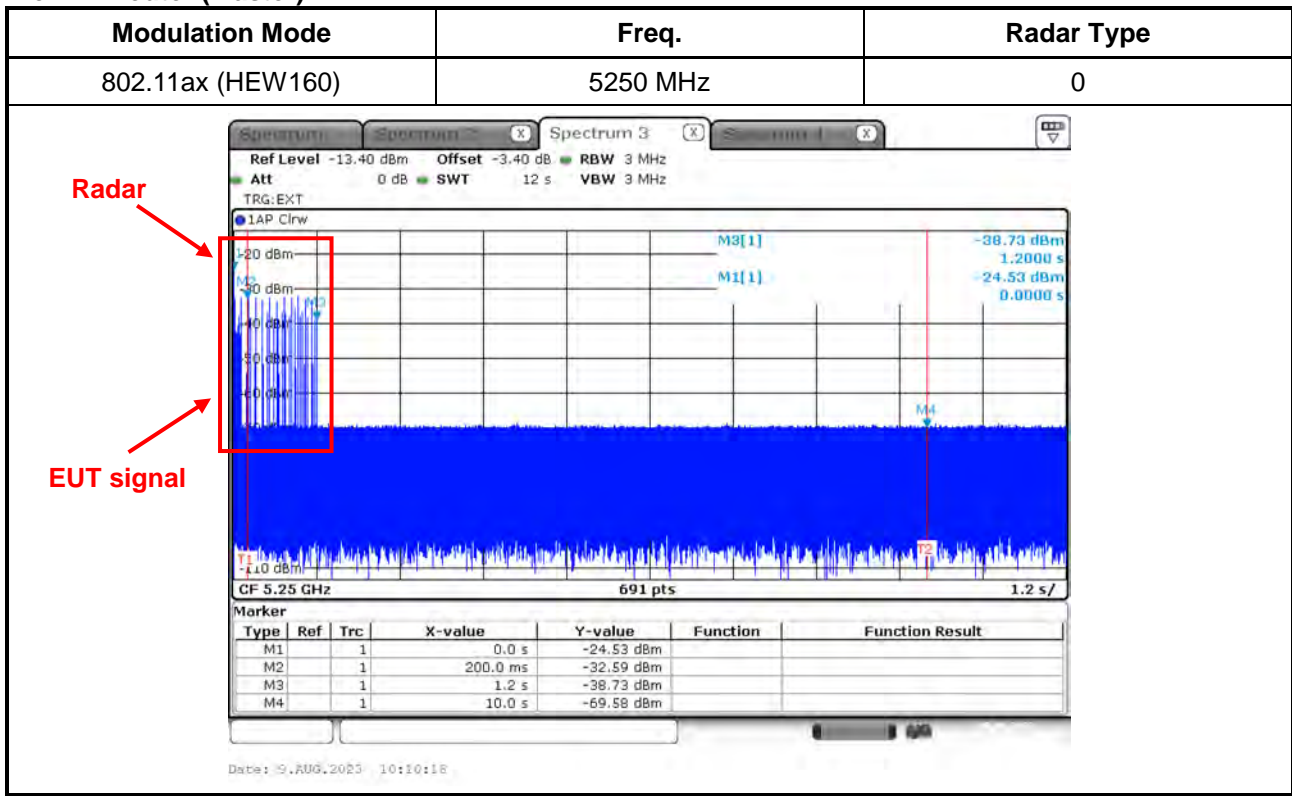 Modulation Mode Freq. Radar Type
802.11ax (HEW160) 5250 MHz 0
Spectrum 3
Ref Level -13.40 dBm Offset -3.40 dB RBW 3 MHz
Att 0 dB SWT 12 s VBW 3 MHz
TRG:EXT
1AP Clrw
Radar
EUT signal
M3[1] -38.73 dBm
1.2000 s
M1[1] -24.53 dBm
0.0000 s
-20 dBm
-30 dBm
-40 dBm
-50 dBm
-60 dBm
-110 dBm
M2
M3
M4
T1
T2
CF 5.25 GHz 691 pts 1.2 s/
Marker
Type Ref Trc X-value Y-value Function Function Result
M1 1 0.0 s -24.53 dBm
M2 1 200.0 ms -32.59 dBm
M3 1 1.2 s -38.73 dBm
M4 1 10.0 s -69.58 dBm
Date: 9.AUG.2023 10:10:18